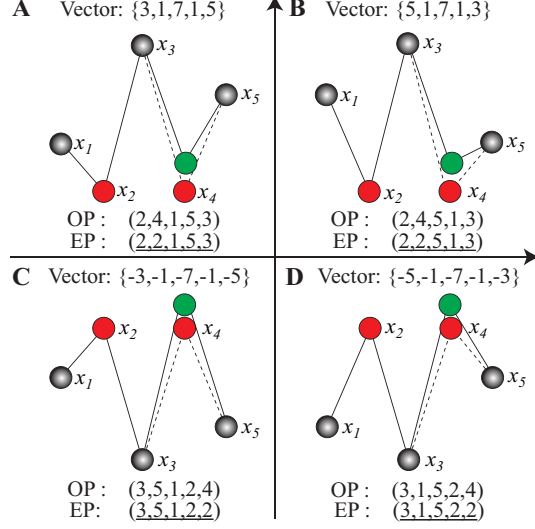 A Vector: {3,1,7,1,5}
x3
x5
x1
x2
x4
OP : (2,4,1,5,3)
EP : (2,2,1,5,3)
B Vector: {5,1,7,1,3}
x3
x1
x5
x2
x4
OP : (2,4,5,1,3)
EP : (2,2,5,1,3)
C Vector: {-3,-1,-7,-1,-5}
x2
x4
x1
x5
x3
OP : (3,5,1,2,4)
EP: (3,5,1,2,2)
D Vector: {-5,-1,-7,-1,-3}
x2
x4
x5
x1
x3
OP : (3,1,5,2,4)
EP : (3,1,5,2,2)